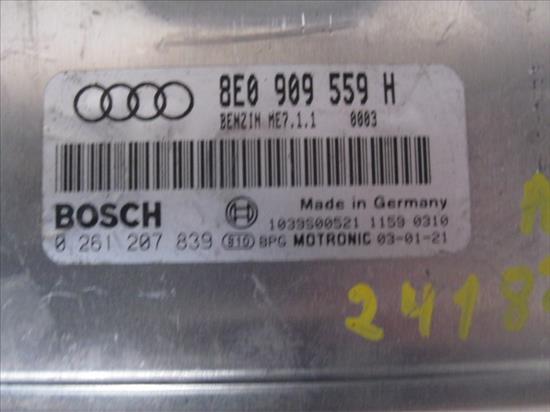 8E0 909 559 H
BENZIN ME7.1.1 0003
Made in Germany
BOSCH
1039S00521 1159 0310
0 261 207 839 S10 BPG MOTRONIC 03-01-21